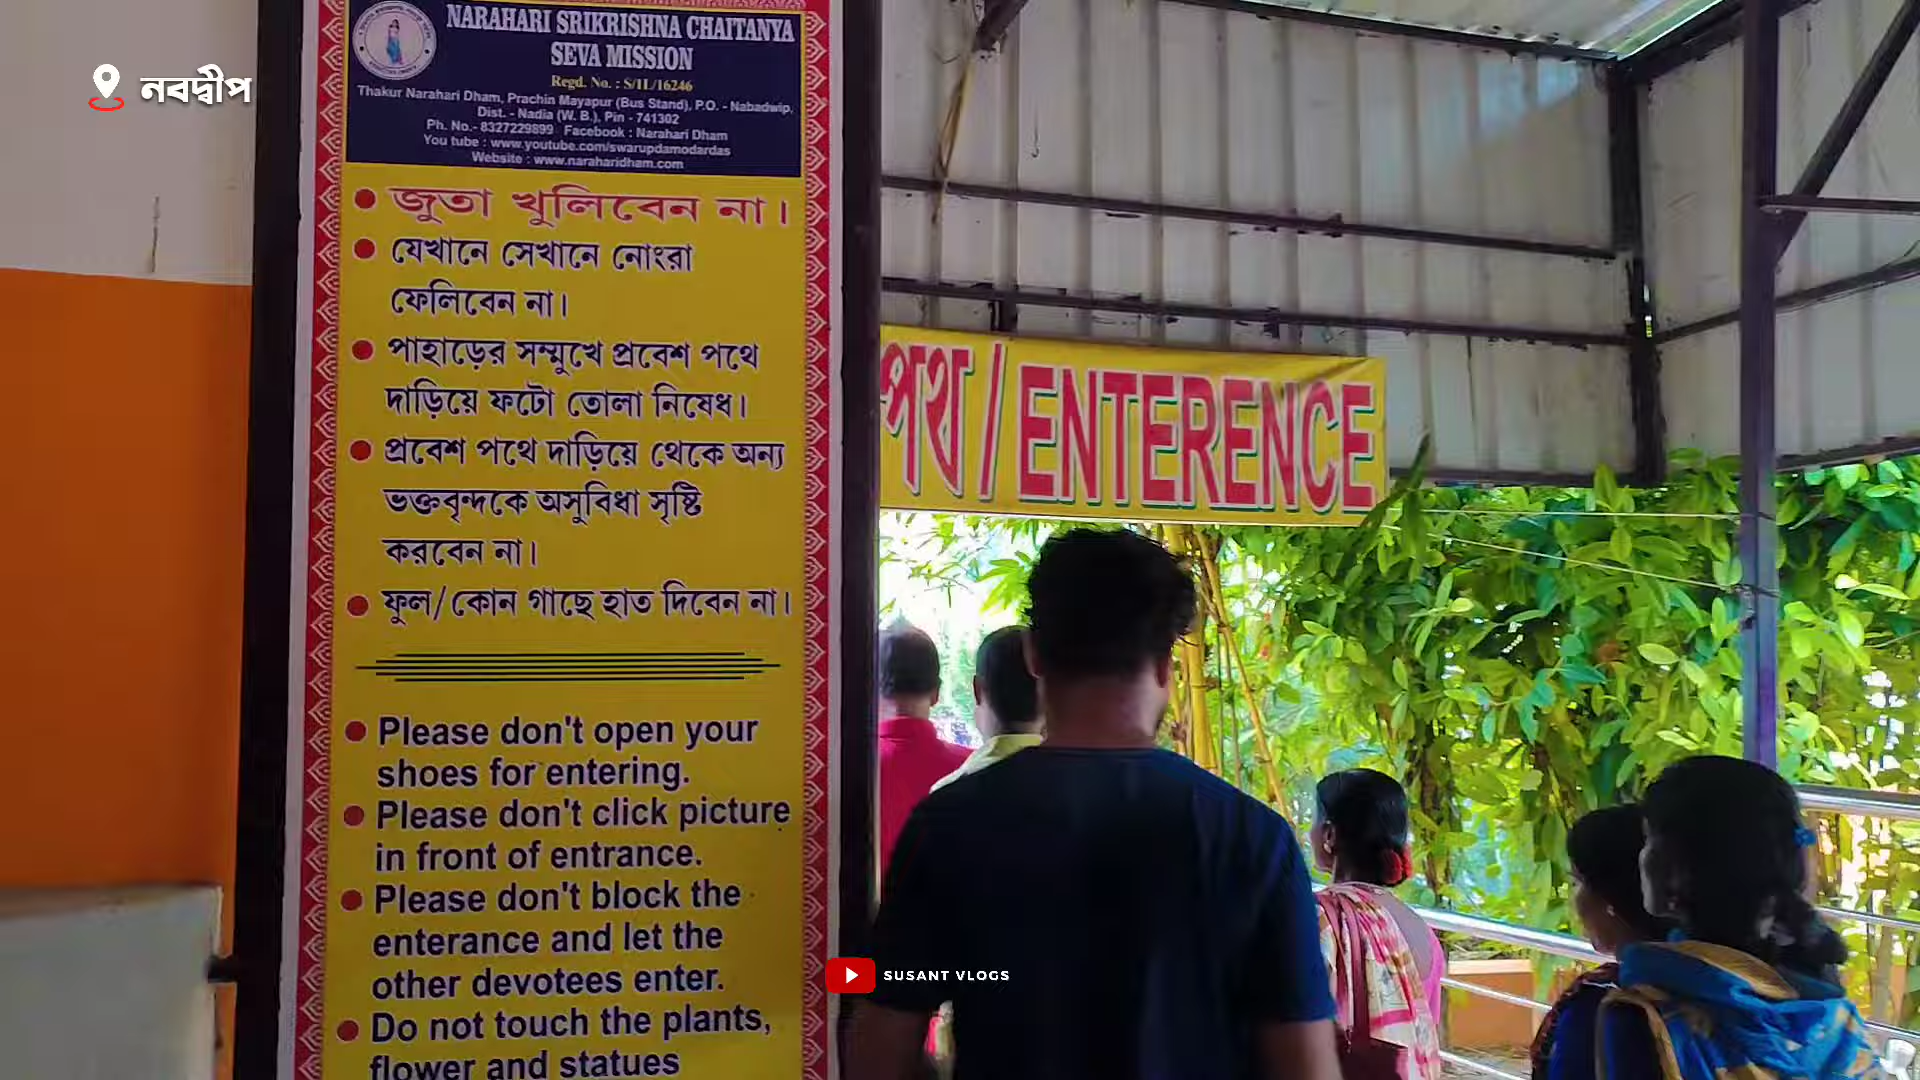 নবদ্বীপ
NARAHARI SRIKRISHNA CHAITANYA
SEVA MISSION
Regd. No. : S/1L/16246
Thakur Narahari Dham, Prachin Mayapur (Bus Stand), P.O. - Nabadwip,
Dist. - Nadia (W. B.), Pin - 741302
Ph. No.- 8327229899 Facebook : Narahari Dham
You tube : www.youtube.com/swarupdamodardas
Website : www.naraharidham.com
• জুতা খুলিবেন না।
• যেখানে সেখানে নোংরা
ফেলিবেন না।
• পাহাড়ের সম্মুখে প্রবেশ পথে
দাড়িয়ে ফটো তোলা নিষেধ।
• প্রবেশ পথে দাড়িয়ে থেকে অন্য
ভক্তবৃন্দকে অসুবিধা সৃষ্টি
করবেন না।
• ফুল/কোন গাছে হাত দিবেন না।
• Please don't open your
shoes for entering.
• Please don't click picture
in front of entrance.
• Please don't block the
enterance and let the
other devotees enter.
• Do not touch the plants,
flower and statues
পথ / ENTERENCE
SUSANT VLOGS